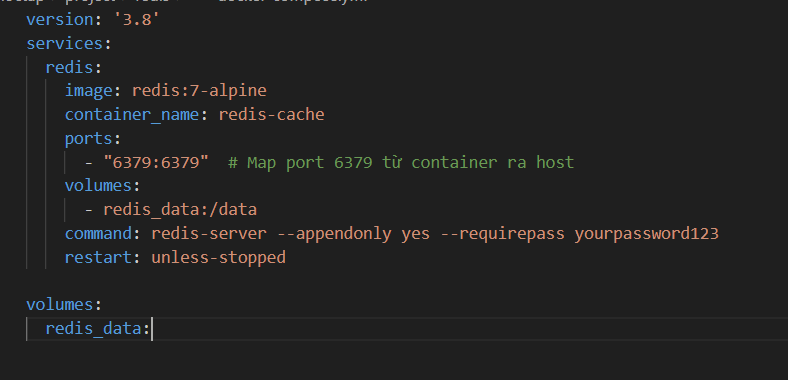 version: '3.8'
services:
  redis:
    image: redis:7-alpine
    container_name: redis-cache
    ports:
      - "6379:6379"  # Map port 6379 từ container ra host
    volumes:
      - redis_data:/data
    command: redis-server --appendonly yes --requirepass yourpassword123
    restart: unless-stopped

volumes:
  redis_data: